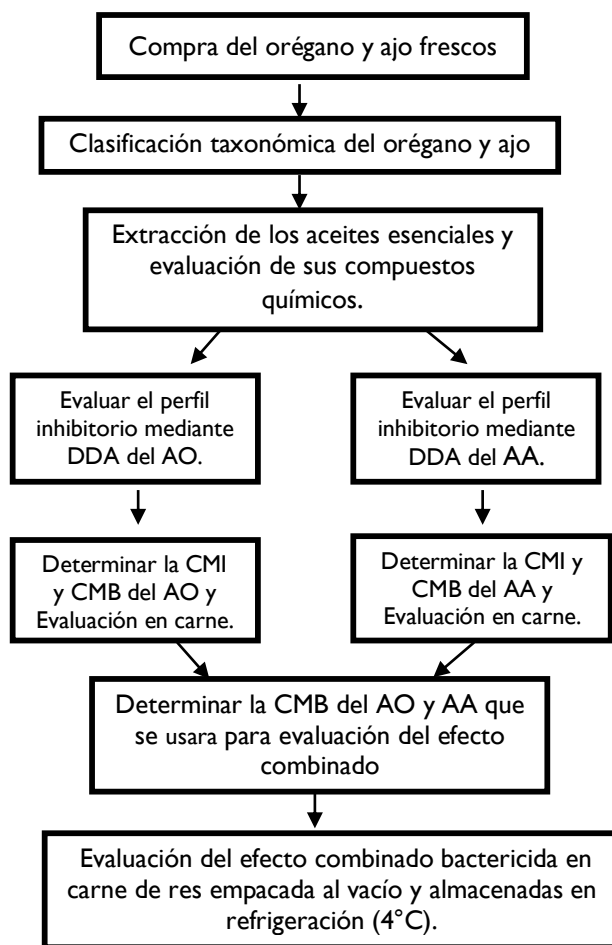 Compra del orégano y ajo frescos
Clasificación taxonómica del orégano y ajo
Extracción de los aceites esenciales y
evaluación de sus compuestos
químicos.
Evaluar el perfil
inhibitorio mediante
DDA del AO.
Evaluar el perfil
inhibitorio mediante
DDA del AA.
Determinar la CMI
y CMB del AO y
Evaluación en carne.
Determinar la CMI y
CMB del AA y
Evaluación en carne.
Determinar la CMB del AO y AA que
se usara para evaluación del efecto
combinado
Evaluación del efecto combinado bactericida en
carne de res empacada al vacío y almacenadas en
refrigeración (4°C).